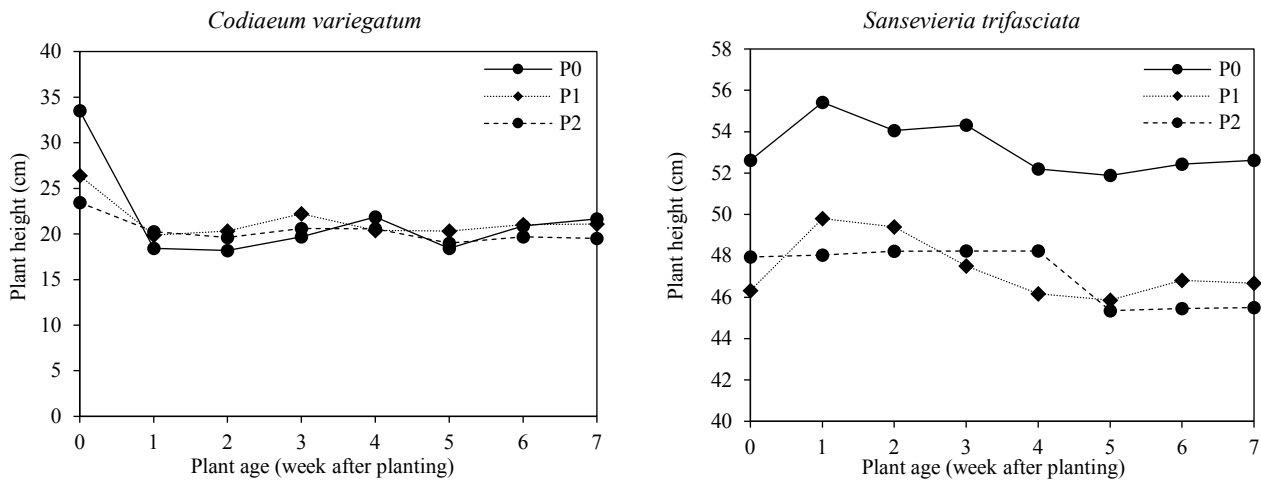 Codiaeum variegatum
40
35
30
25
20
15
10
5
0
Plant height (cm)
P0
P1
P2
0 1 2 3 4 5 6 7
Plant age (week after planting)
Sansevieria trifasciata
58
56
54
52
50
48
46
44
42
40
Plant height (cm)
P0
P1
P2
0 1 2 3 4 5 6 7
Plant age (week after planting)